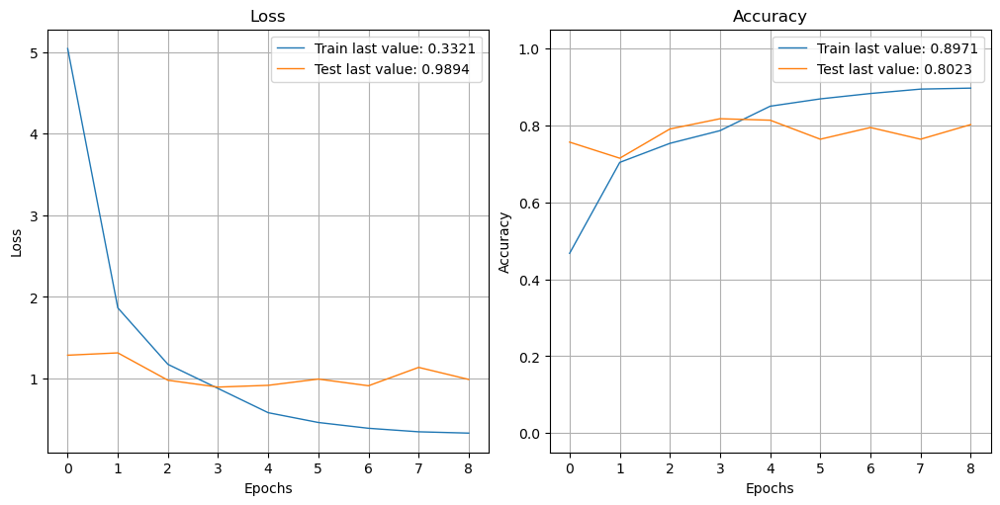 Loss
Train last value: 0.3321
Test last value: 0.9894
5
4
3
2
1
Loss
0 1 2 3 4 5 6 7 8
Epochs
Accuracy
Train last value: 0.8971
Test last value: 0.8023
1.0
0.8
0.6
0.4
0.2
0.0
Accuracy
0 1 2 3 4 5 6 7 8
Epochs